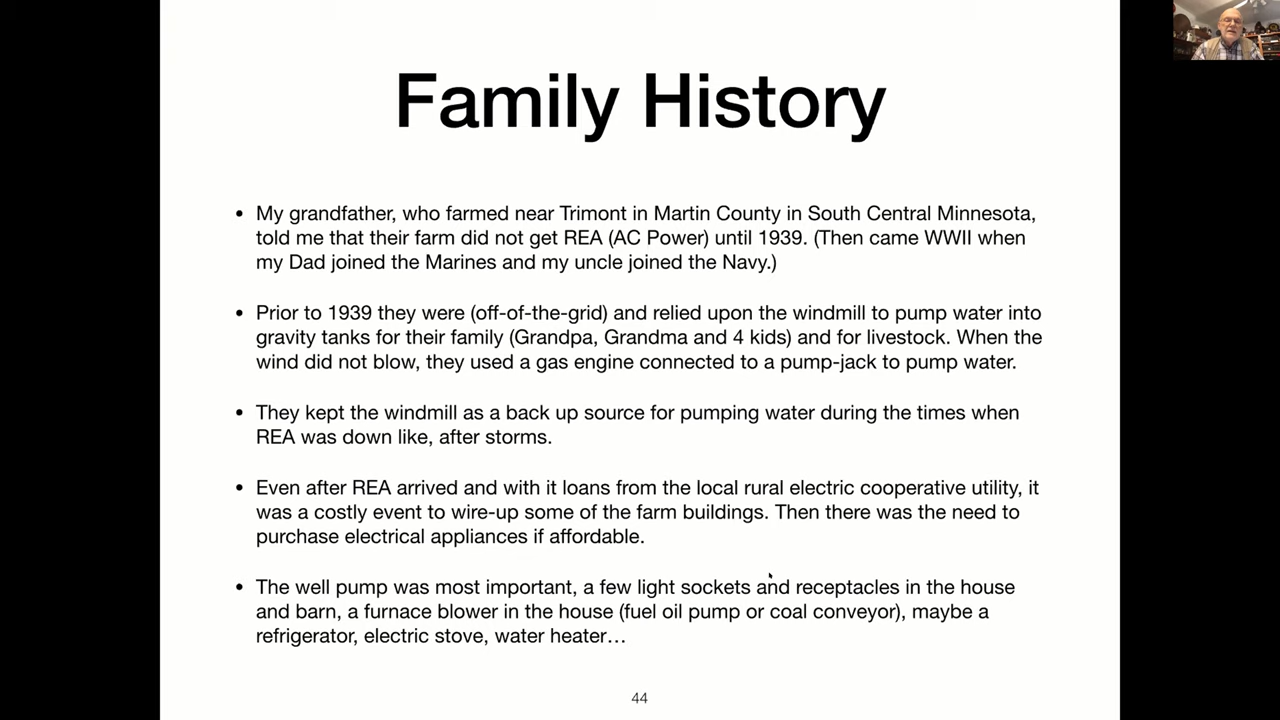 Family History
• My grandfather, who farmed near Trimont in Martin County in South Central Minnesota,
told me that their farm did not get REA (AC Power) until 1939. (Then came WWII when
my Dad joined the Marines and my uncle joined the Navy.)
• Prior to 1939 they were (off-of-the-grid) and relied upon the windmill to pump water into
gravity tanks for their family (Grandpa, Grandma and 4 kids) and for livestock. When the
wind did not blow, they used a gas engine connected to a pump-jack to pump water.
• They kept the windmill as a back up source for pumping water during the times when
REA was down like, after storms.
• Even after REA arrived and with it loans from the local rural electric cooperative utility, it
was a costly event to wire-up some of the farm buildings. Then there was the need to
purchase electrical appliances if affordable.
• The well pump was most important, a few light sockets and receptacles in the house
and barn, a furnace blower in the house (fuel oil pump or coal conveyor), maybe a
refrigerator, electric stove, water heater…
44